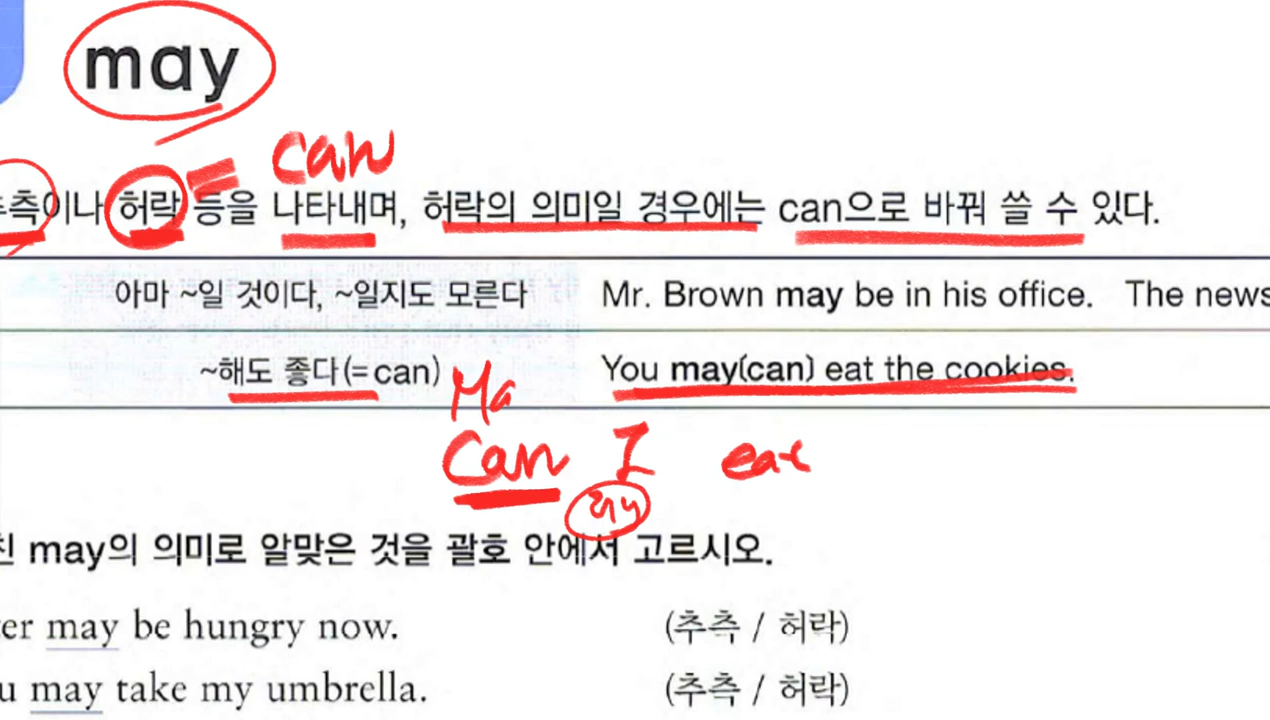 may
can
추측이나 허락 등을 나타내며, 허락의 의미일 경우에는 can으로 바꿔 쓸 수 있다.
아마 ~일 것이다, ~일지도 모른다 Mr. Brown may be in his office. The news
~해도 좋다(=can) You may(can) eat the cookies.
Ma
Can I eat
친 may의 의미로 알맞은 것을 괄호 안에서 고르시오.
er may be hungry now. (추측 / 허락)
u may take my umbrella. (추측 / 허락)